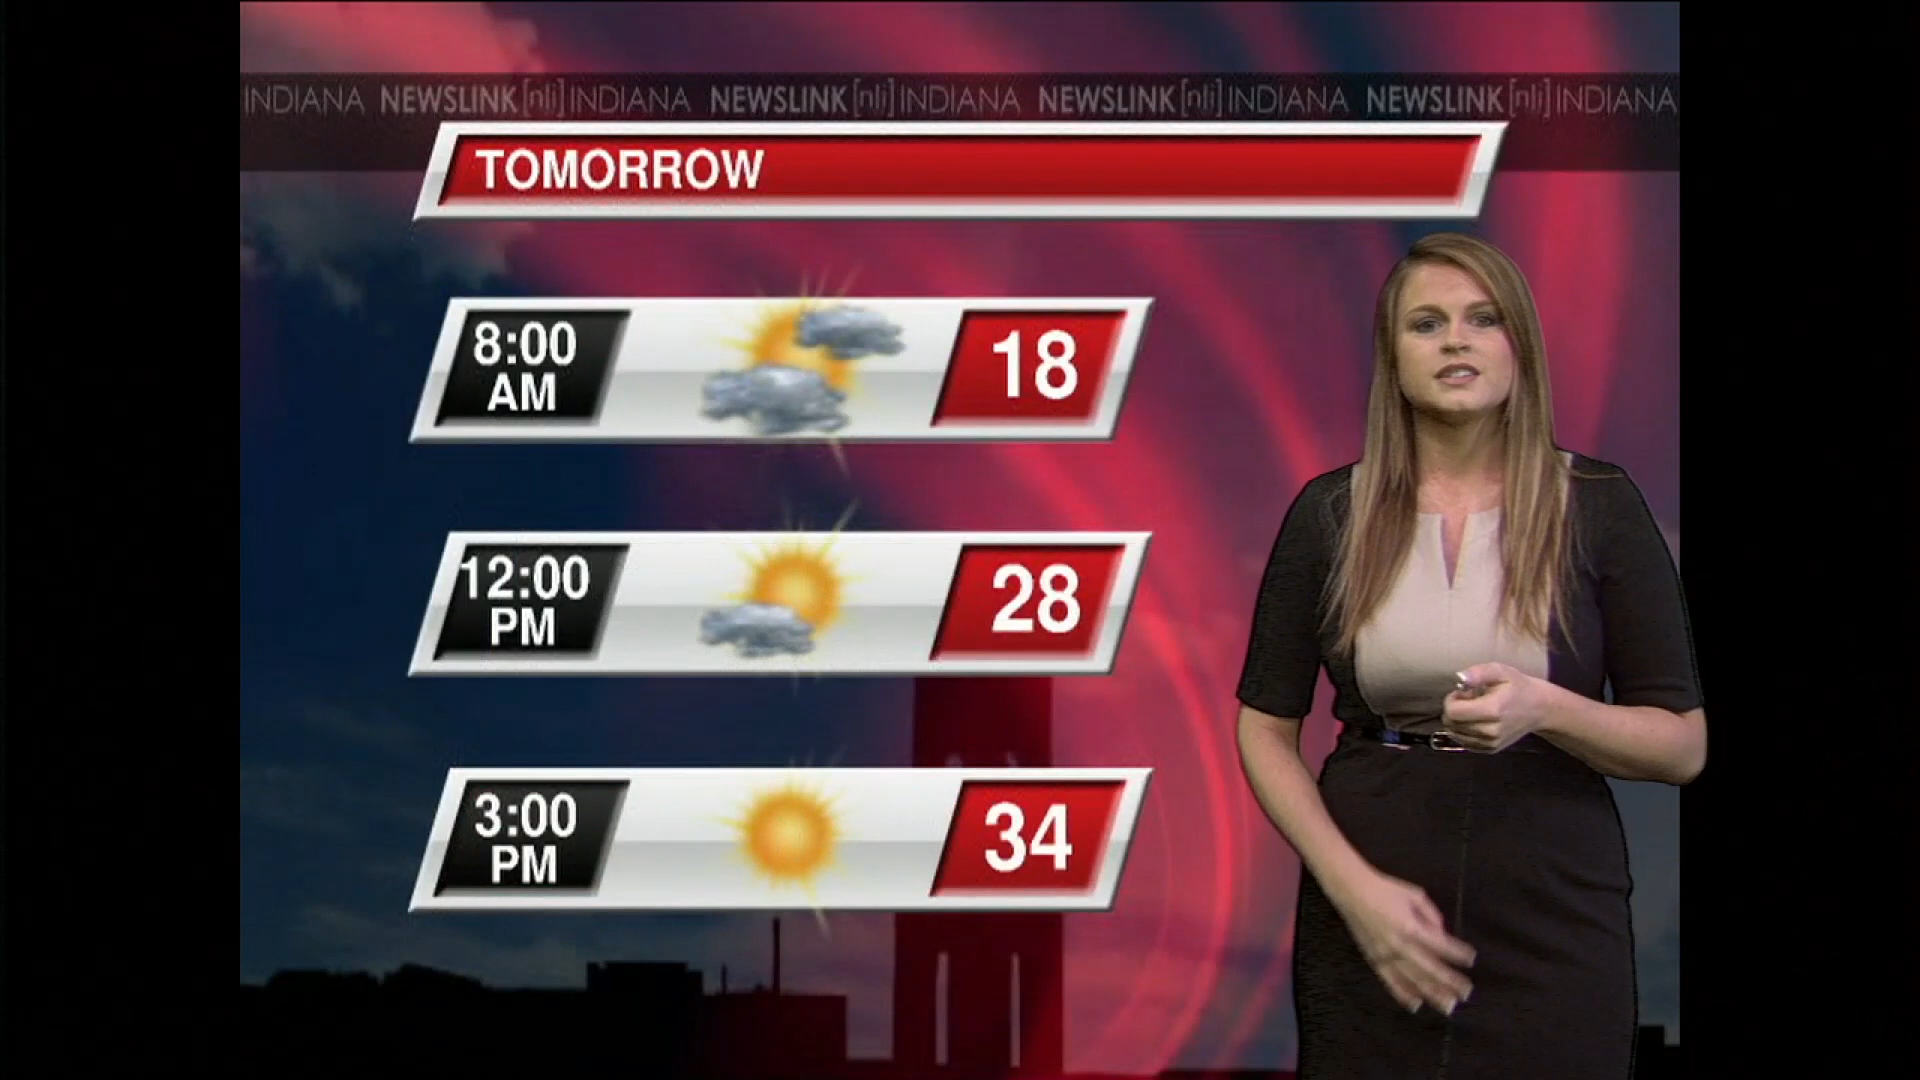 INDIANA NEWSLINK [nli] INDIANA NEWSLINK [nli] INDIANA NEWSLINK [nli] INDIANA NEWSLINK [nli] INDIANA
TOMORROW
8:00
AM
18
12:00
PM
28
3:00
PM
34